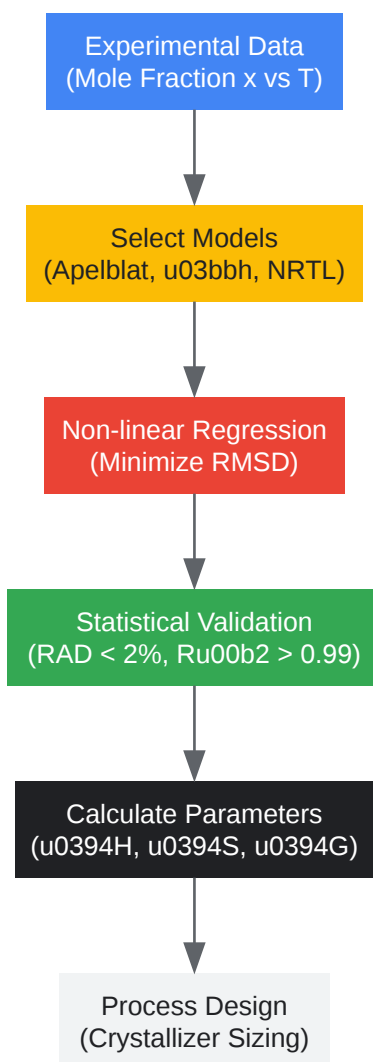 Experimental Data
(Mole Fraction x vs T)
Select Models
(Apelblat, u03bbh, NRTL)
Non-linear Regression
(Minimize RMSD)
Statistical Validation
(RAD < 2%, Ru00b2 > 0.99)
Calculate Parameters
(u0394H, u0394S, u0394G)
Process Design
(Crystallizer Sizing)